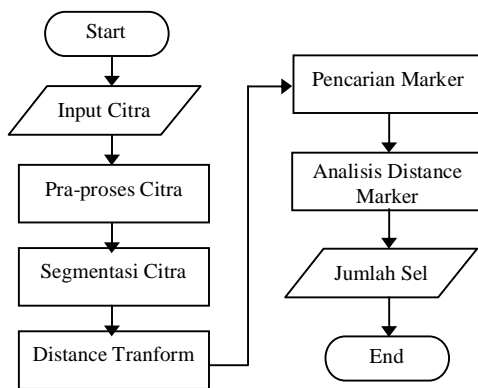 Start
Input Citra
Pra-proses Citra
Segmentasi Citra
Distance Tranform
Pencarian Marker
Analisis Distance
Marker
Jumlah Sel
End